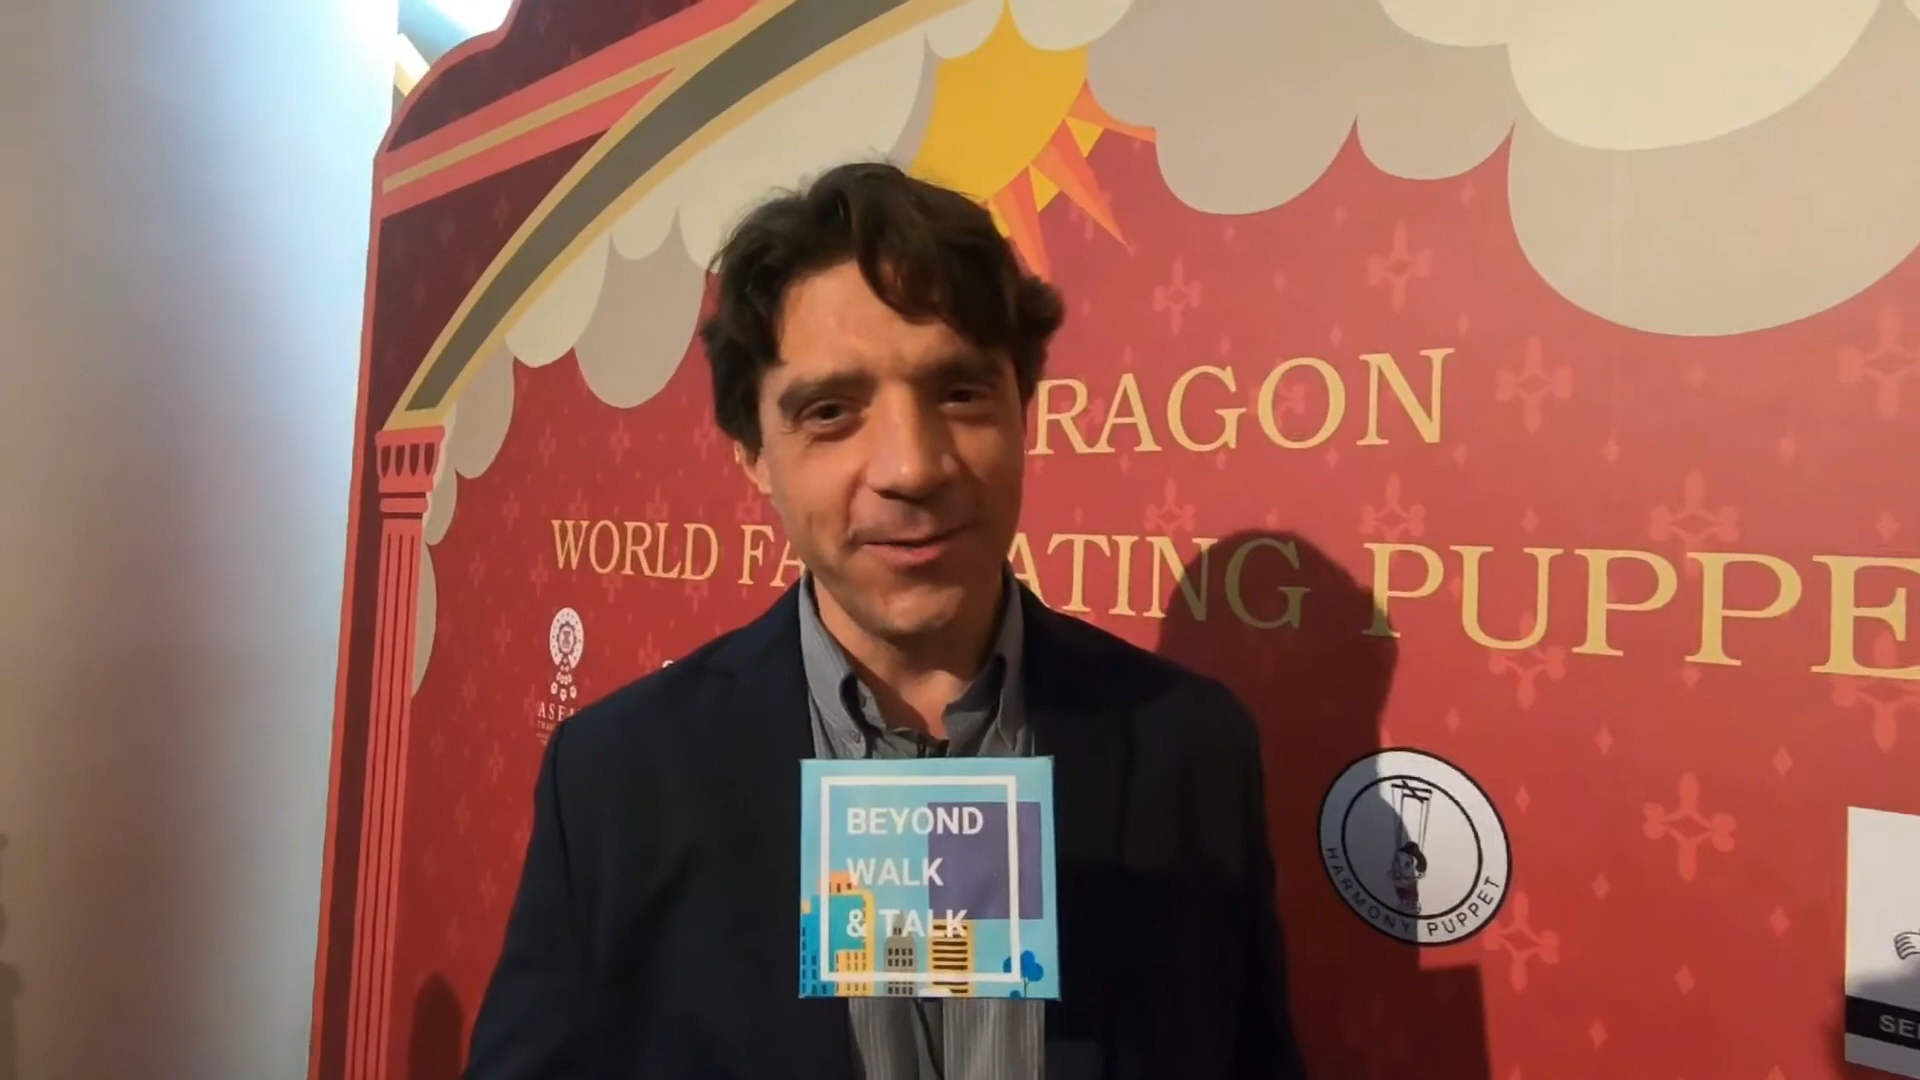 RAGON
WORLD FA
ATING PUPPE
BEYOND
WALK
& TALK
HARMONY PUPPET